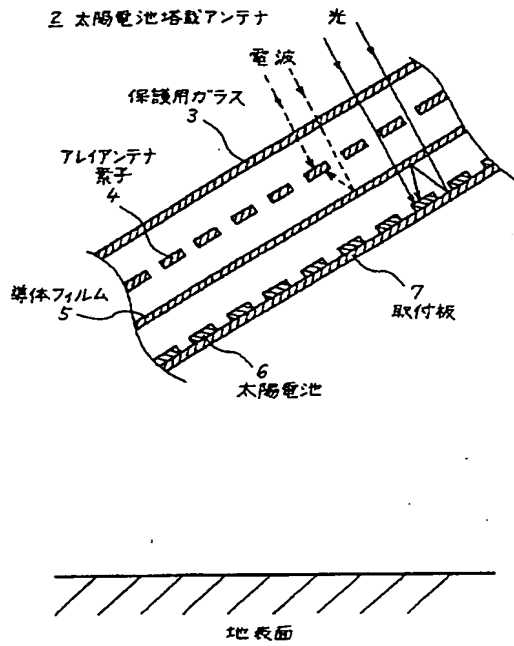 2 太陽電池塔載アンテナ
光
電波
保護用ガラス
3
アレイアンテナ
素子
4
導体フィルム
5
7
取付板
6
太陽電池
地表面